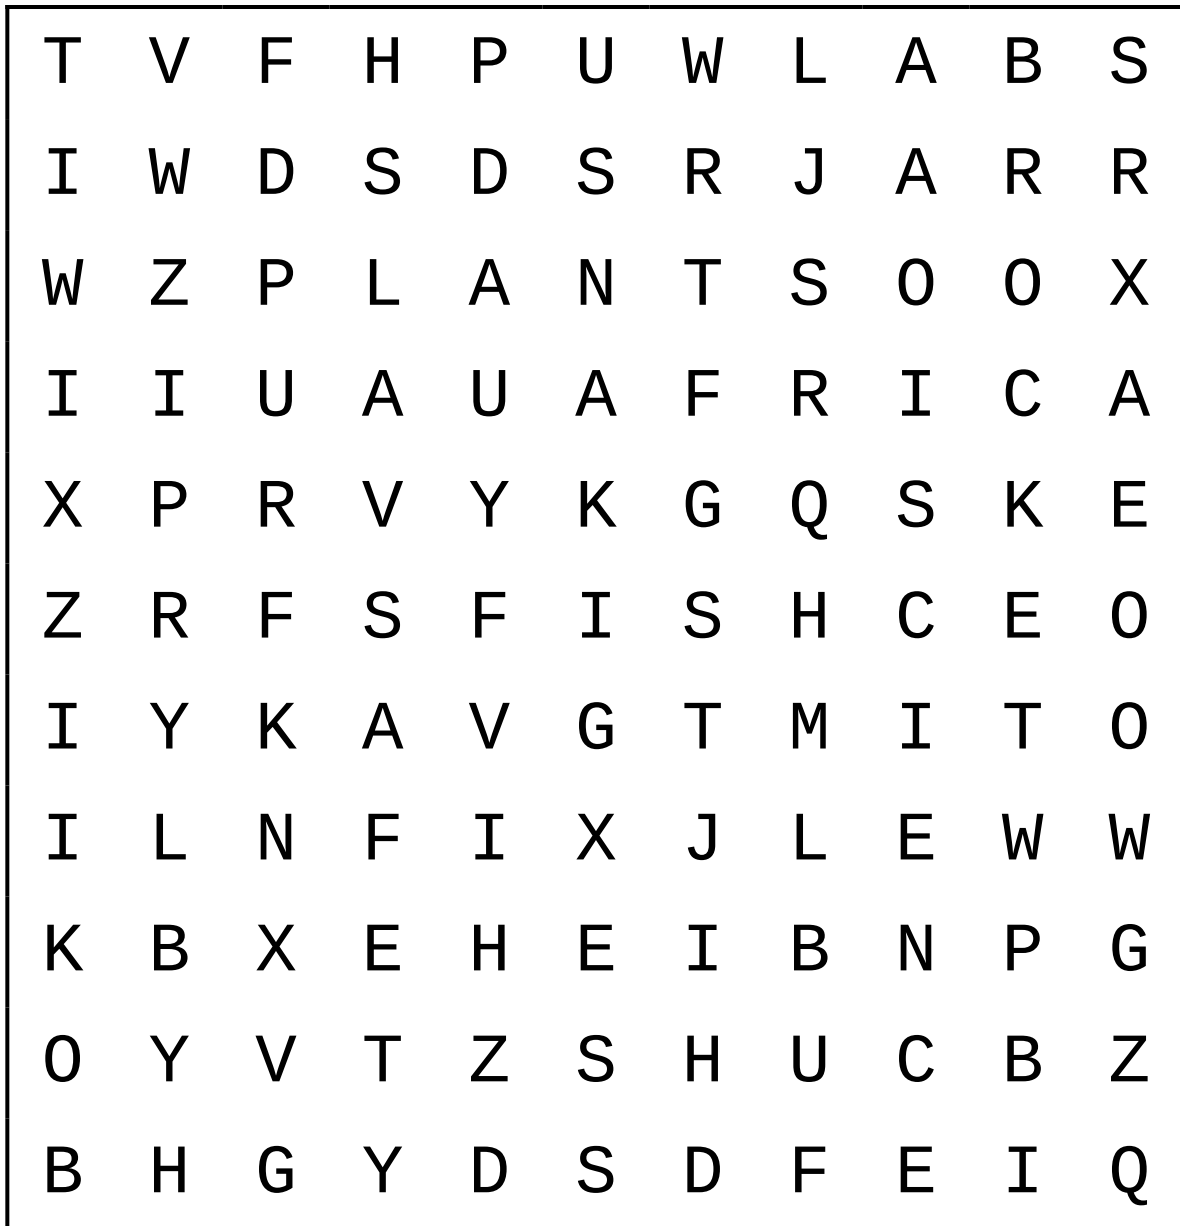 T V F H P U W L A B S
I W D S D S R J A R R
W Z P L A N T S O O X
I I U A U A F R I C A
X P R V Y K G Q S K E
Z R F S F I S H C E O
I Y K A V G T M I T O
I L N F I X J L E W W
K B X E H E I B N P G
O Y V T Z S H U C B Z
B H G Y D S D F E I Q